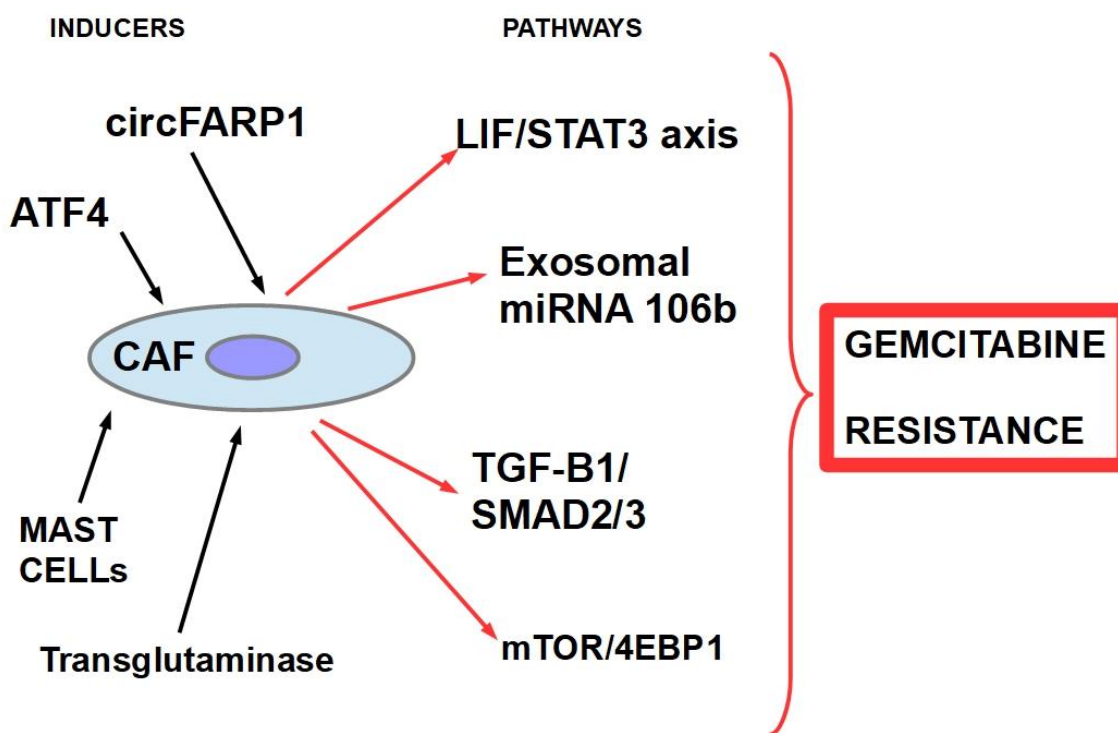 INDUCERS
PATHWAYS
circFARP1
LIF/STAT3 axis
ATF4
Exosomal
miRNA 106b
CAF
GEMCITABINE
RESISTANCE
TGF-B1/
SMAD2/3
MAST
CELLs
Transglutaminase
mTOR/4EBP1